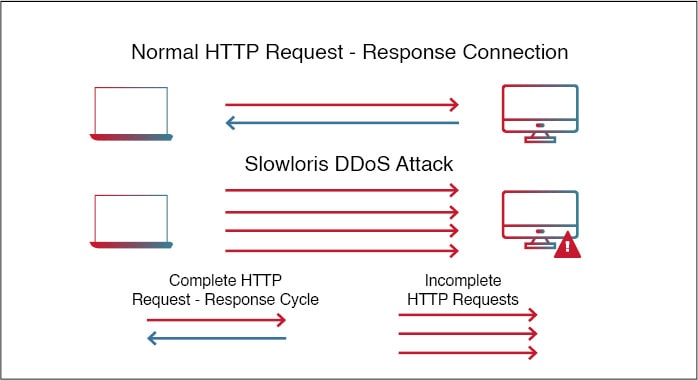 Normal HTTP Request - Response Connection
Slowloris DDoS Attack
!
Complete HTTP
Request - Response Cycle
Incomplete
HTTP Requests